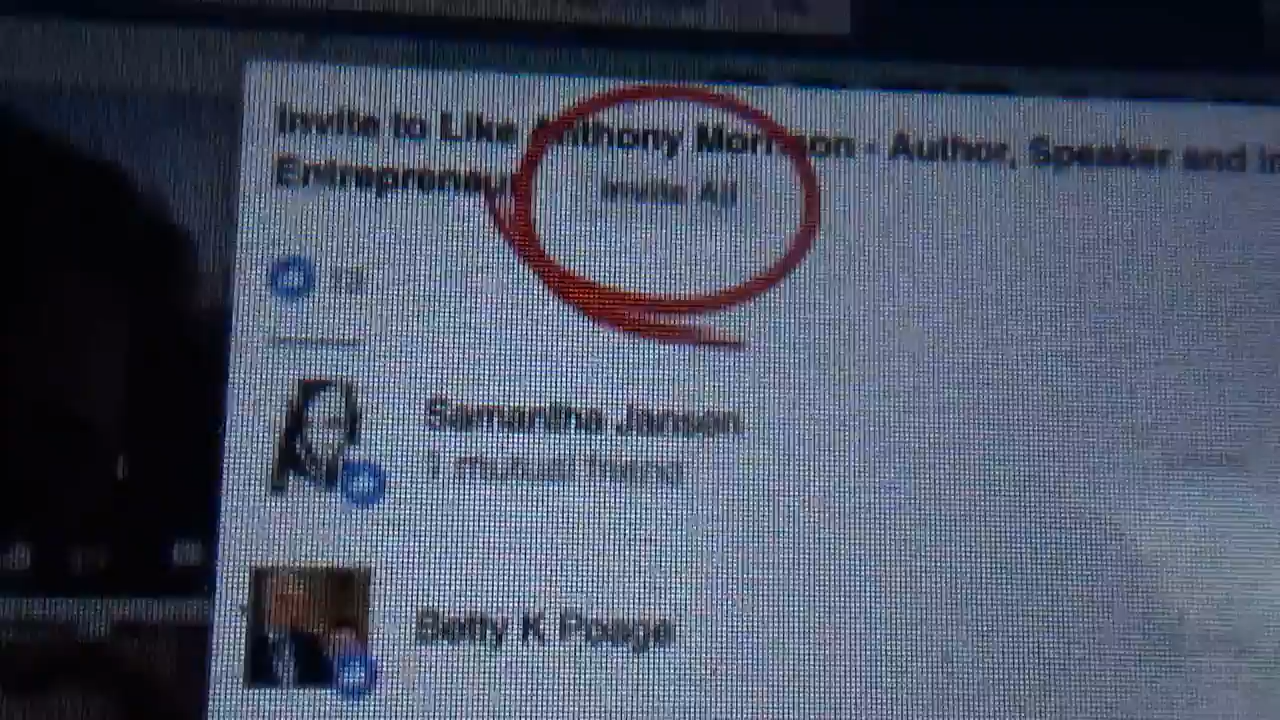 Invite to Like Anthony Morrison - Author, Speaker and
Entrepreneur
Invite All
Samantha Jansen
1 mutual friend
Betty K Poage